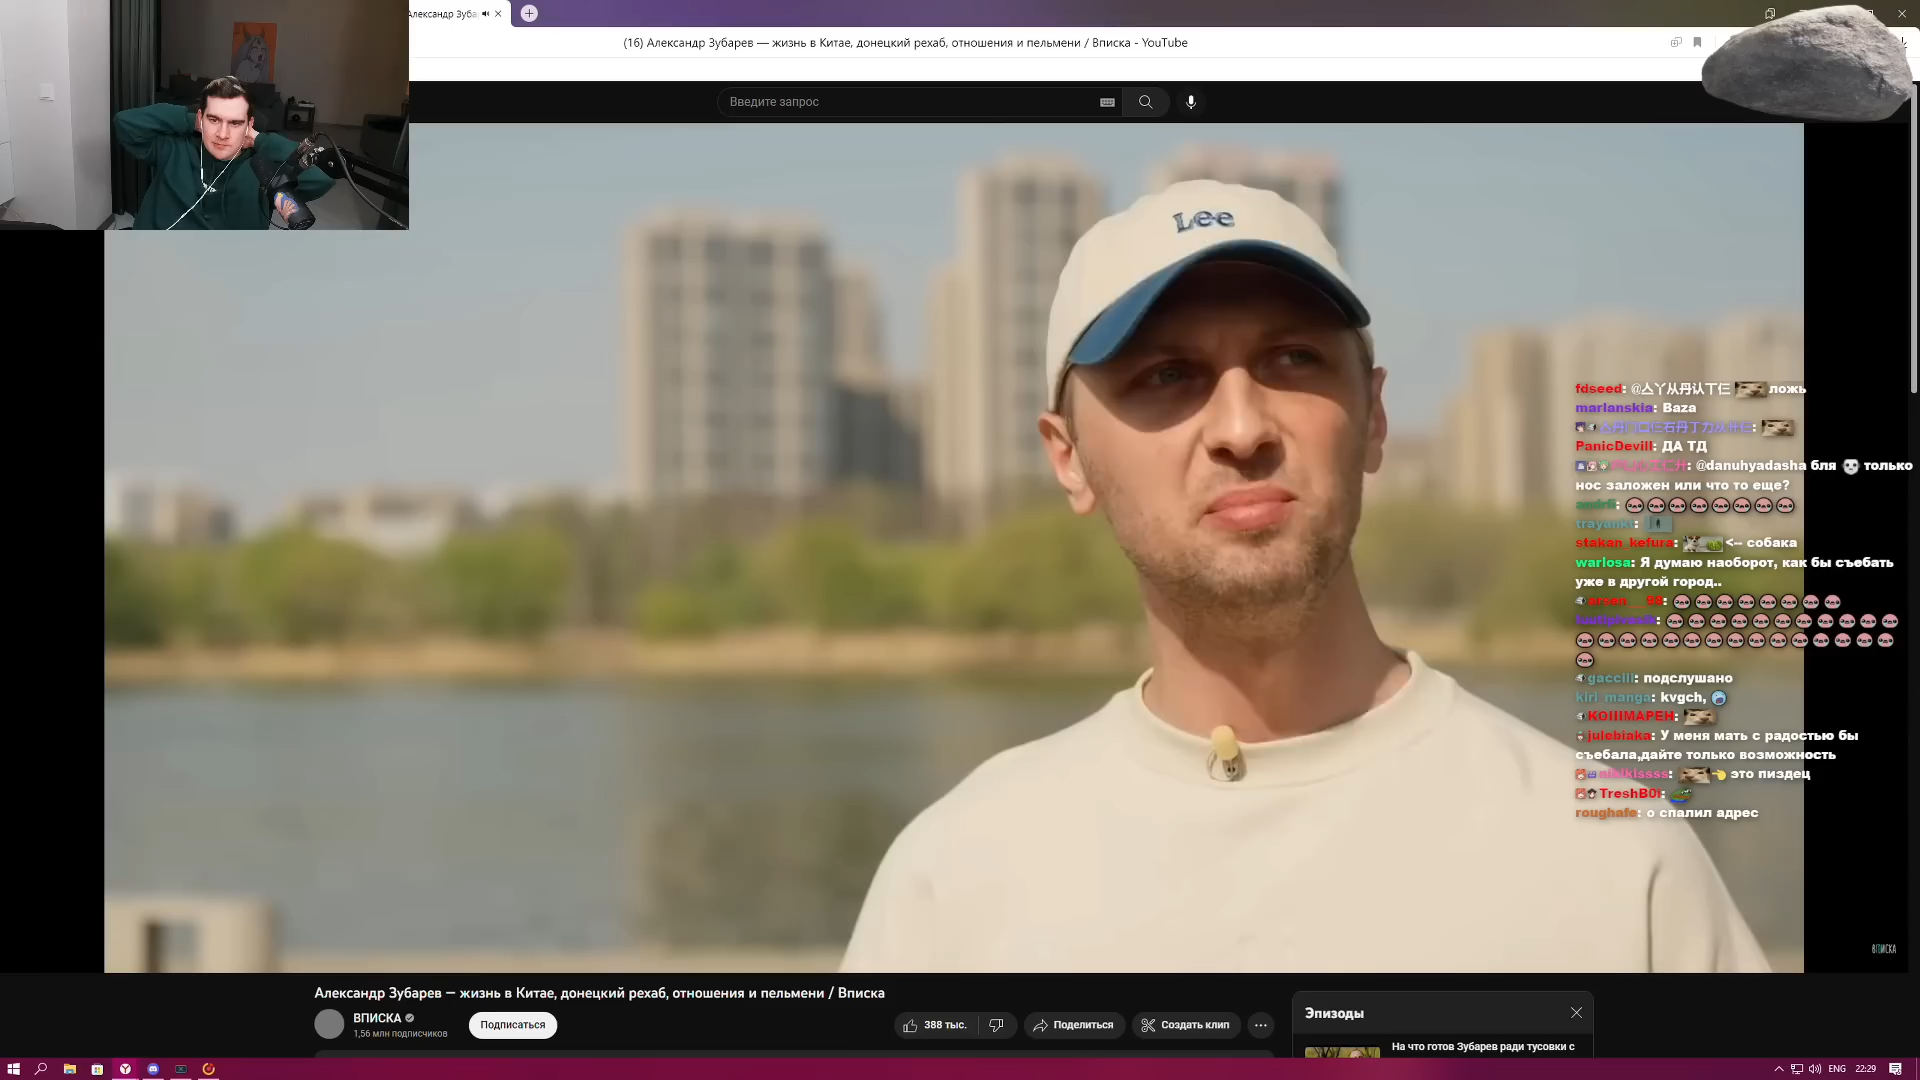 Александр Зуба
(16) Александр Зубарев — жизнь в Китае, донецкий рехаб, отношения и пельмени / Вписка - YouTube
Введите запрос
Lee
fdseed: ложь
marlanskia: Baza
PanicDevill: ДА ТД
: @danuhyadasha бля только
нос заложен или что то еще?
trayankt:
stakan_kefura: <-- собака
warlosa: Я думаю наоборот, как бы съебать
уже в другой город..
gacciii: подслушано
kiri_manga: kvgch,
KOIIIMAPEH:
julebiaka: У меня мать с радостью бы
съебала,дайте только возможность
это пиздец
TreshB0i:
roughafe: о спалил адрес
ВПИСКА
Александр Зубарев — жизнь в Китае, донецкий рехаб, отношения и пельмени / Вписка
ВПИСКА
1,56 млн подписчиков
Подписаться
388 тыс.
Поделиться
Создать клип
Эпизоды
На что готов Зубарев ради тусовки с
ENG
22:29